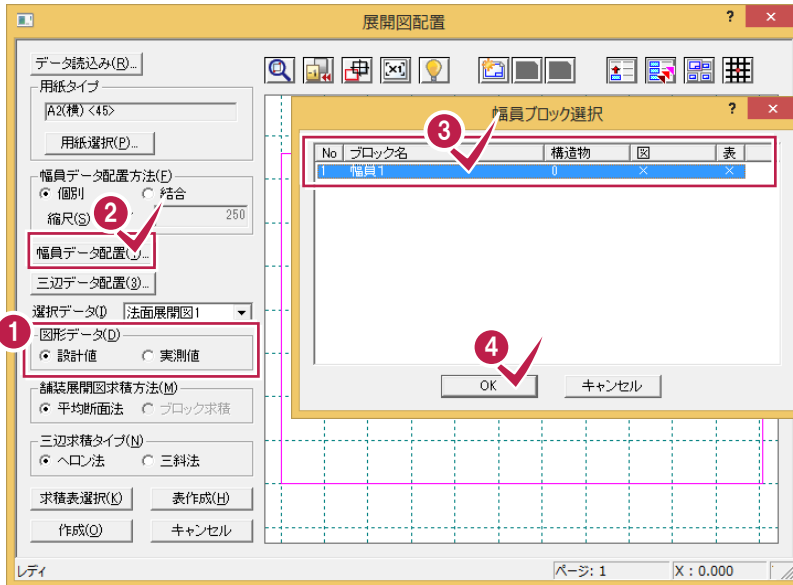 展開図配置
? ×
データ読込み(R)...
用紙タイプ
A2(横) <45>
用紙選択(P)...
幅員データ配置方法(F)
個別 結合
縮尺(S) 250
2
幅員データ配置(
三辺データ配置(3)...
選択データ(I) 法面展開図1
1
図形データ(D)
設計値 実測値
舗装展開図求積方法(M)
平均断面法 ブロック求積
三辺求積タイプ(N)
ヘロン法 三斜法
求積表選択(K) 表作成(H)
作成(O) キャンセル
幅員ブロック選択
? ×
3
No ブロック名 構造物 図 表
1 幅員1 0 × ×
4
OK キャンセル
レディ ページ: 1 X : 0.000